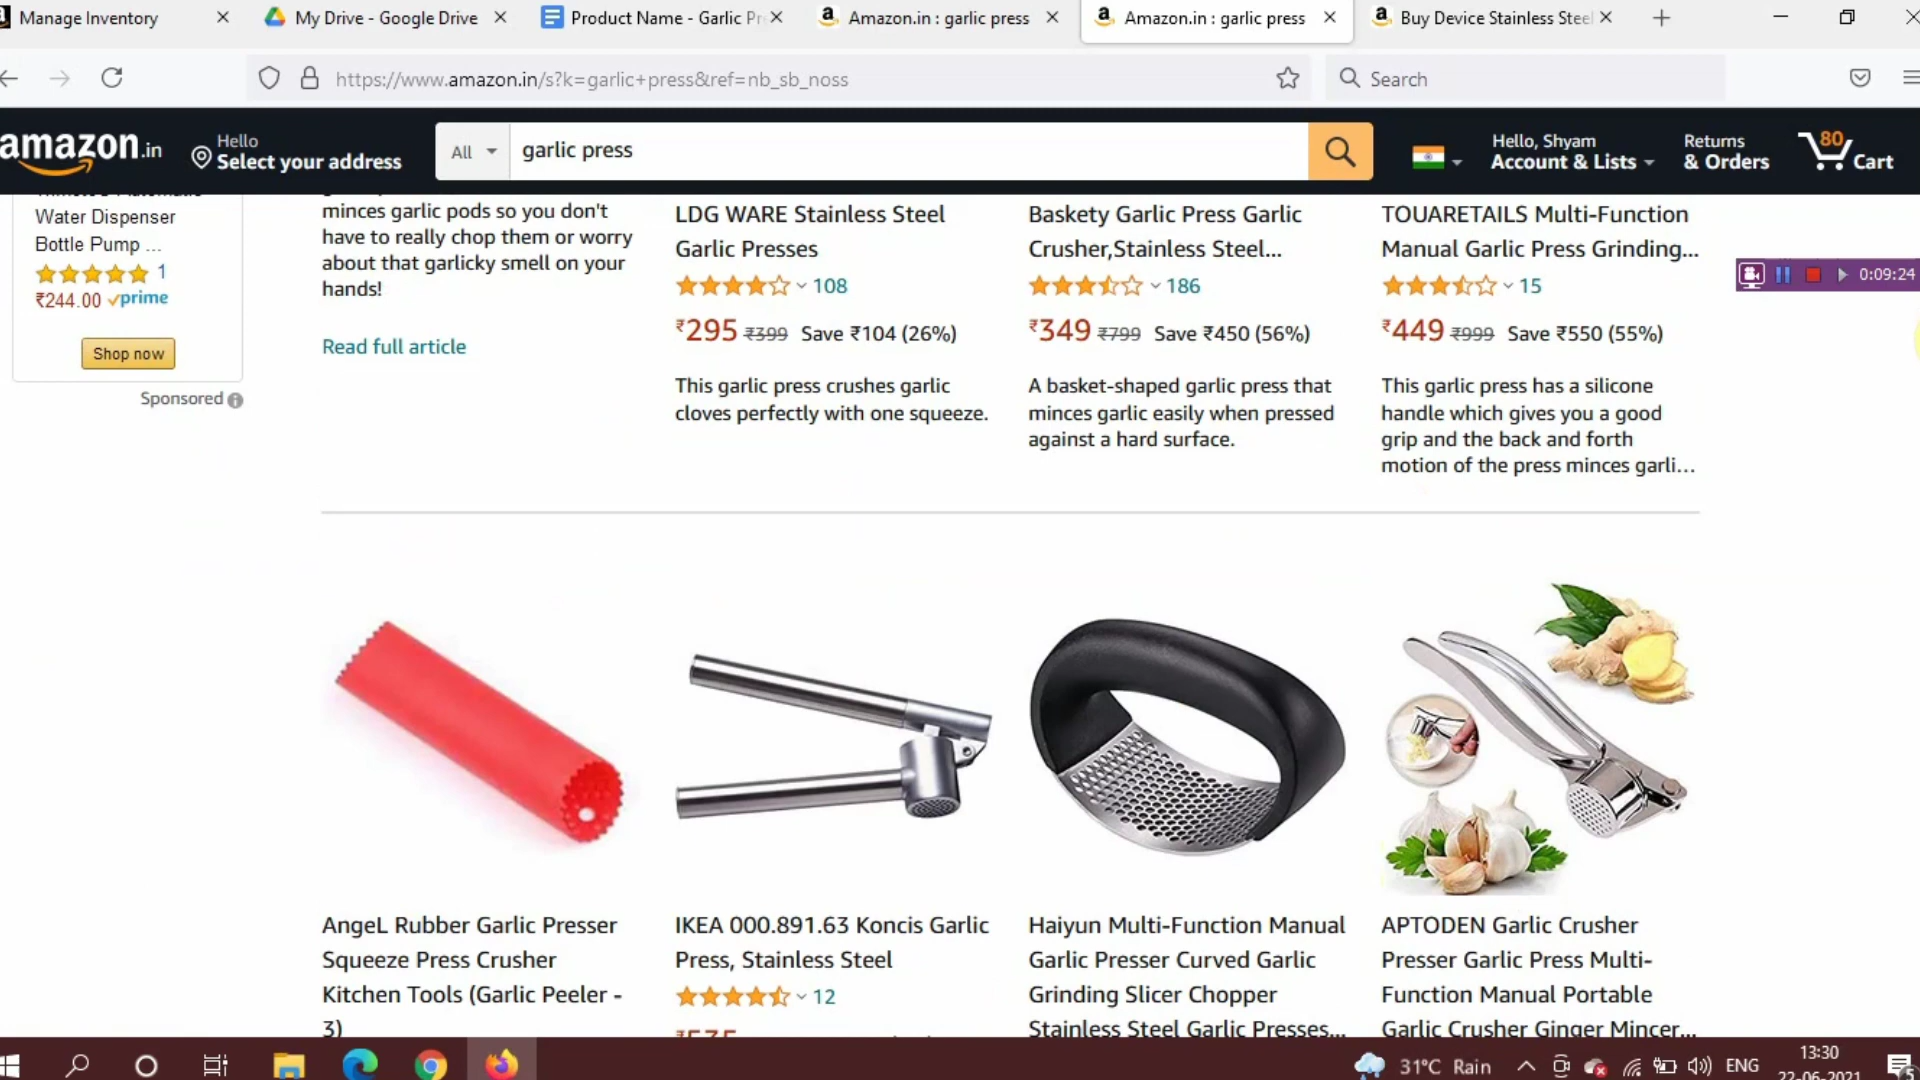 Manage Inventory
My Drive - Google Drive
Product Name - Garlic Pr
Amazon.in : garlic press
Amazon.in : garlic press
Buy Device Stainless Steel
https://www.amazon.in/s?k=garlic+press&ref=nb_sb_noss
Search
amazon.in
Hello
Select your address
All
garlic press
Hello, Shyam
Account & Lists
Returns
& Orders
80
Cart
Water Dispenser
Bottle Pump ...
1
₹244.00 prime
Shop now
Sponsored
minces garlic pods so you don't
have to really chop them or worry
about that garlicky smell on your
hands!
Read full article
LDG WARE Stainless Steel
Garlic Presses
108
₹295 ₹399 Save ₹104 (26%)
This garlic press crushes garlic
cloves perfectly with one squeeze.
Baskety Garlic Press Garlic
Crusher,Stainless Steel...
186
₹349 ₹799 Save ₹450 (56%)
A basket-shaped garlic press that
minces garlic easily when pressed
against a hard surface.
TOUARETAILS Multi-Function
Manual Garlic Press Grinding...
15
₹449 ₹999 Save ₹550 (55%)
This garlic press has a silicone
handle which gives you a good
grip and the back and forth
motion of the press minces garli...
0:09:24
AngeL Rubber Garlic Presser
Squeeze Press Crusher
Kitchen Tools (Garlic Peeler -
3)
IKEA 000.891.63 Koncis Garlic
Press, Stainless Steel
12
Haiyun Multi-Function Manual
Garlic Presser Curved Garlic
Grinding Slicer Chopper
Stainless Steel Garlic Presses...
APTODEN Garlic Crusher
Presser Garlic Press Multi-
Function Manual Portable
Garlic Crusher Ginger Mincer...
31°C Rain
ENG
13:30
22-06-2021
5